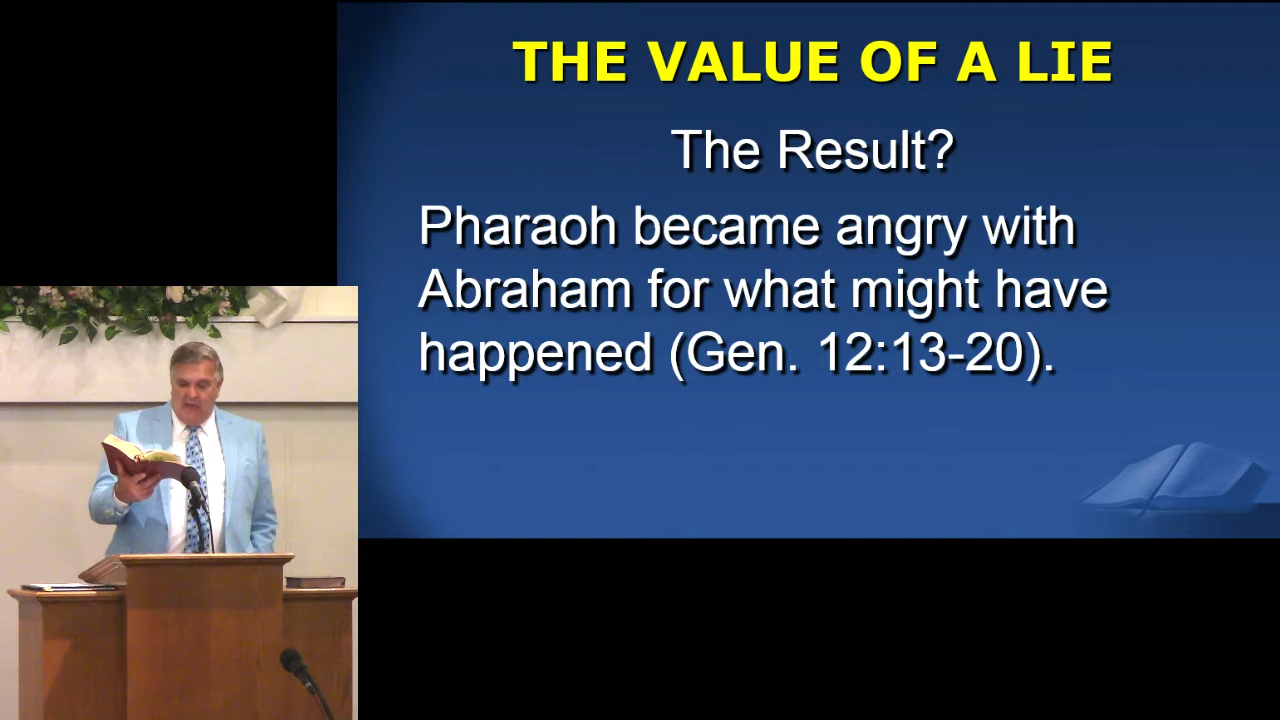 THE VALUE OF A LIE
The Result?
Pharaoh became angry with
Abraham for what might have
happened (Gen. 12:13-20).